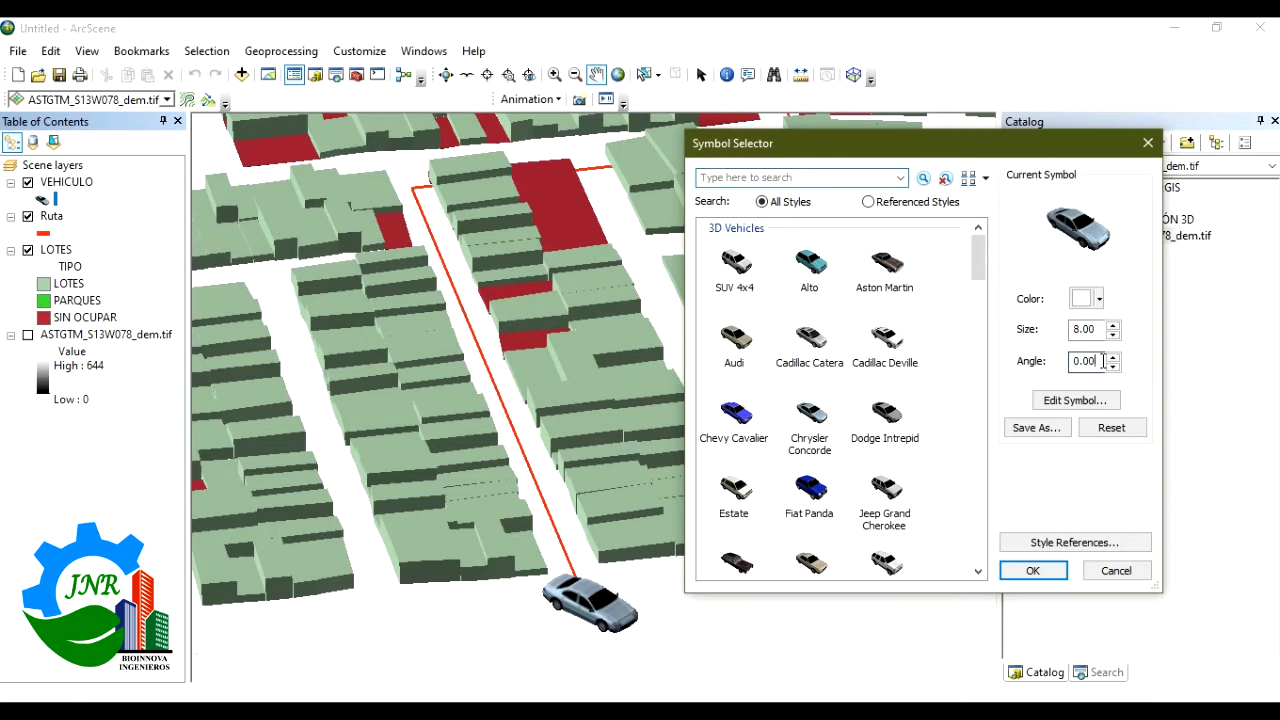 Untitled - ArcScene
File Edit View Bookmarks Selection Geoprocessing Customize Windows Help
ASTGTM_S13W078_dem.tif
Animation
Table of Contents
Scene layers
VEHICULO
Ruta
LOTES
TIPO
LOTES
PARQUES
SIN OCUPAR
ASTGTM_S13W078_dem.tif
Value
High : 644
Low : 0
JNR
BIOINNOVA
INGENIEROS
Symbol Selector
Type here to search
Search: All Styles Referenced Styles
3D Vehicles
SUV 4x4 Alto Aston Martin
Audi Cadillac Catera Cadillac Deville
Chevy Cavalier Chrysler Concorde Dodge Intrepid
Estate Fiat Panda Jeep Grand Cherokee
Current Symbol
Color:
Size: 8.00
Angle: 0.00
Edit Symbol...
Save As... Reset
Style References...
OK Cancel
Catalog
_dem.tif
GIS
ÓN 3D
8_dem.tif
Catalog Search